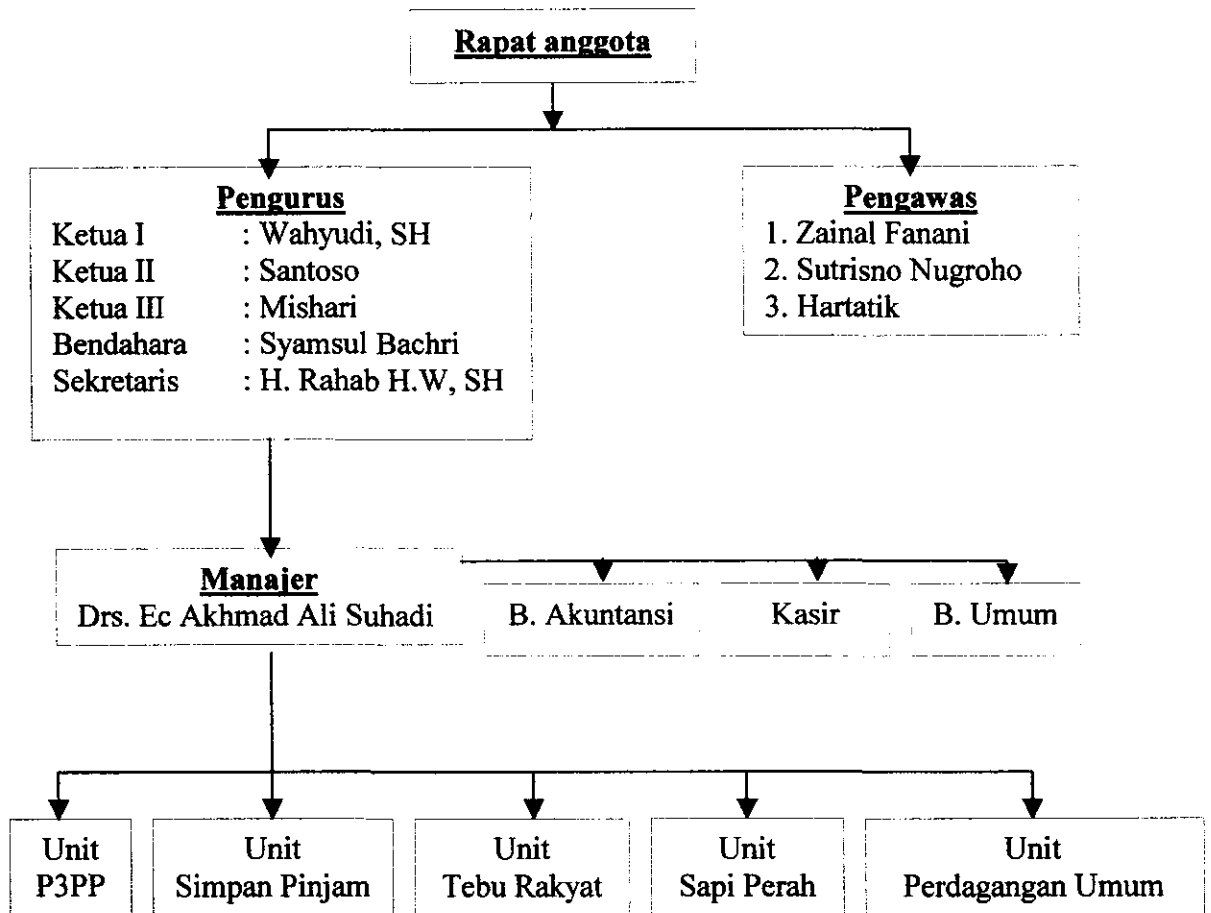 Rapat anggota
Pengurus
Ketua I : Wahyudi, SH
Ketua II : Santoso
Ketua III : Mishari
Bendahara : Syamsul Bachri
Sekretaris : H. Rahab H.W, SH
Pengawas
1. Zainal Fanani
2. Sutrisno Nugroho
3. Hartatik
Manajer
Drs. Ec Akhmad Ali Suhadi
B. Akuntansi
Kasir
B. Umum
Unit
P3PP
Unit
Simpan Pinjam
Unit
Tebu Rakyat
Unit
Sapi Perah
Unit
Perdagangan Umum